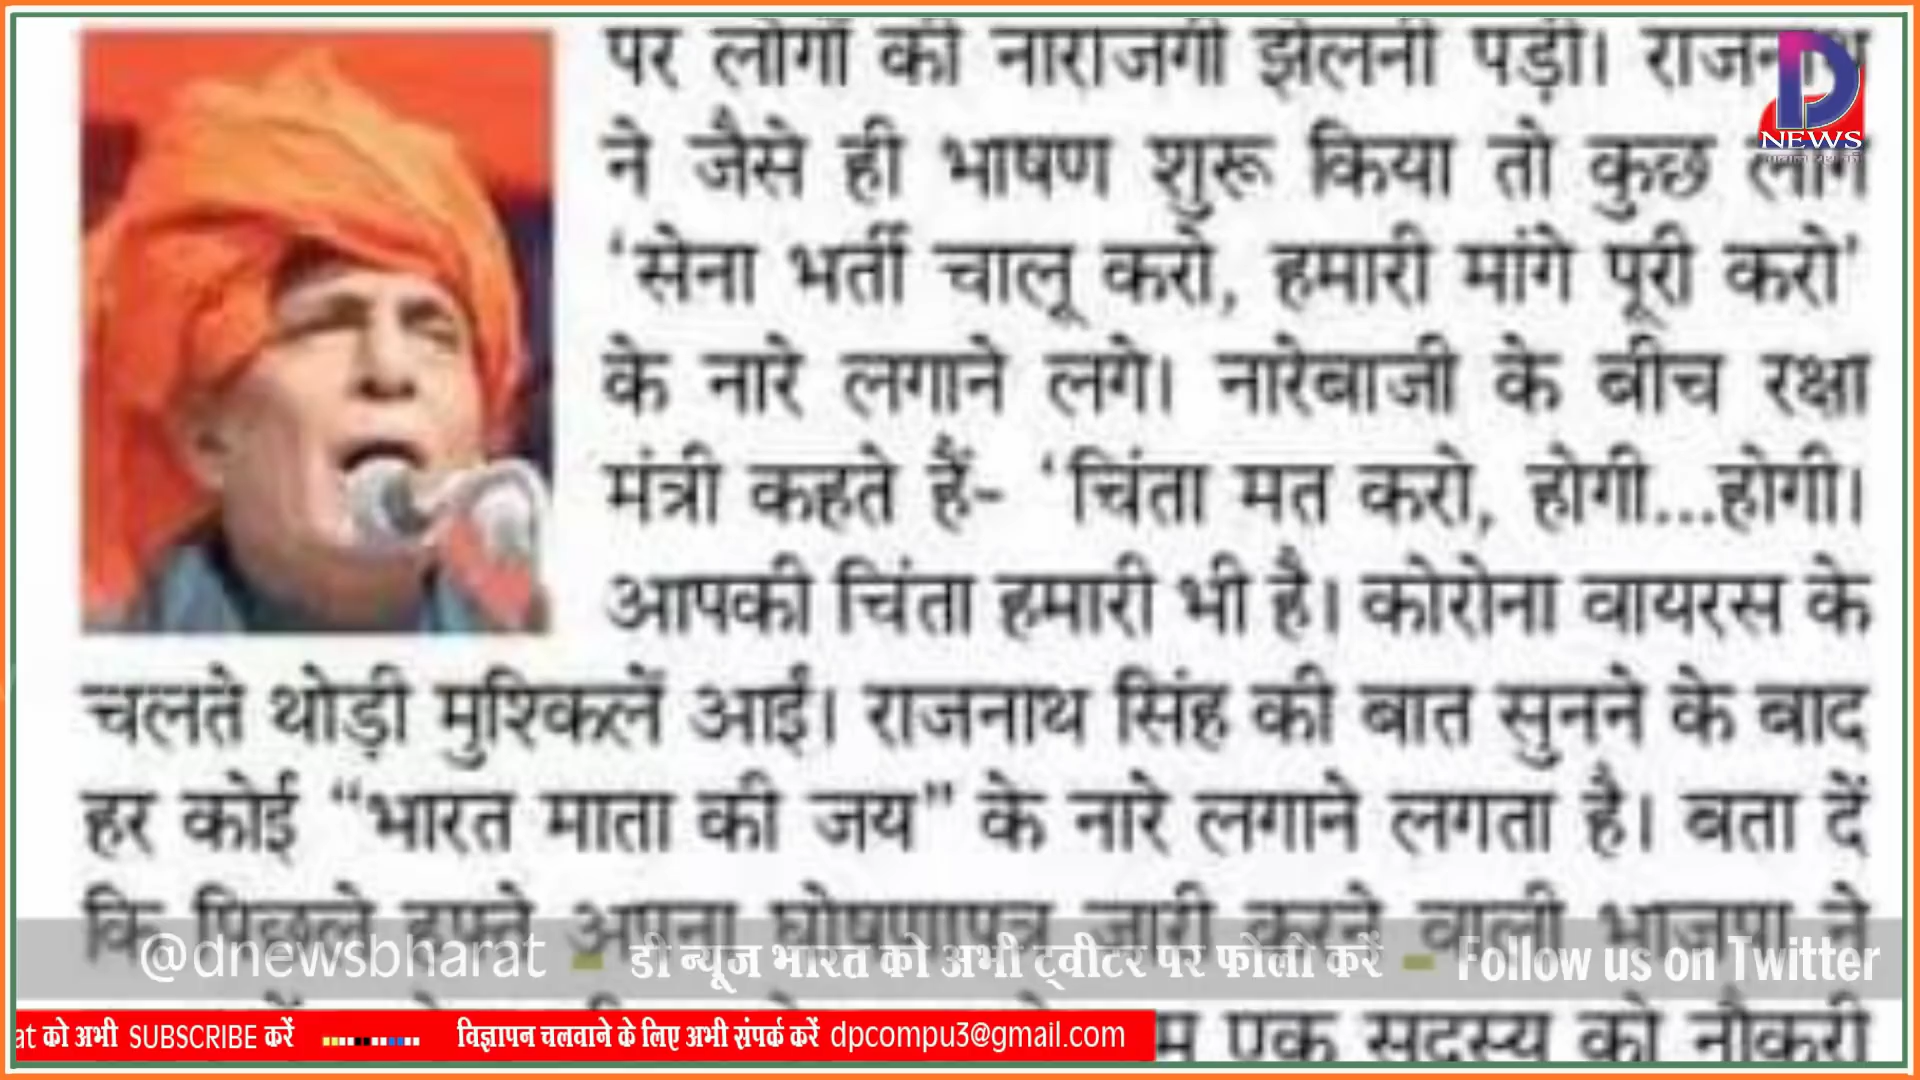 पर लोगों की नाराजगी झेलनी पड़ी। राजनाथ
ने जैसे ही भाषण शुरू किया तो कुछ लोग
‘सेना भर्ती चालू करो, हमारी मांगे पूरी करो’
के नारे लगाने लगे। नारेबाजी के बीच रक्षा
मंत्री कहते हैं- ‘चिंता मत करो, होगी...होगी।
आपकी चिंता हमारी भी है। कोरोना वायरस के
चलते थोड़ी मुश्किलें आईं। राजनाथ सिंह की बात सुनने के बाद
हर कोई “भारत माता की जय” के नारे लगाने लगता है। बता दें
कि पिछले हफ्ते अपना घोषणापत्र जारी करने वाली भाजपा ने
एक सदस्य को नौकरी
D
NEWS
@dnewsbharat - डी न्यूज भारत को अभी ट्वीटर पर फोलो करें - Follow us on Twitter
at को अभी SUBSCRIBE करें विज्ञापन चलवाने के लिए अभी संपर्क करें dpcompu3@gmail.com